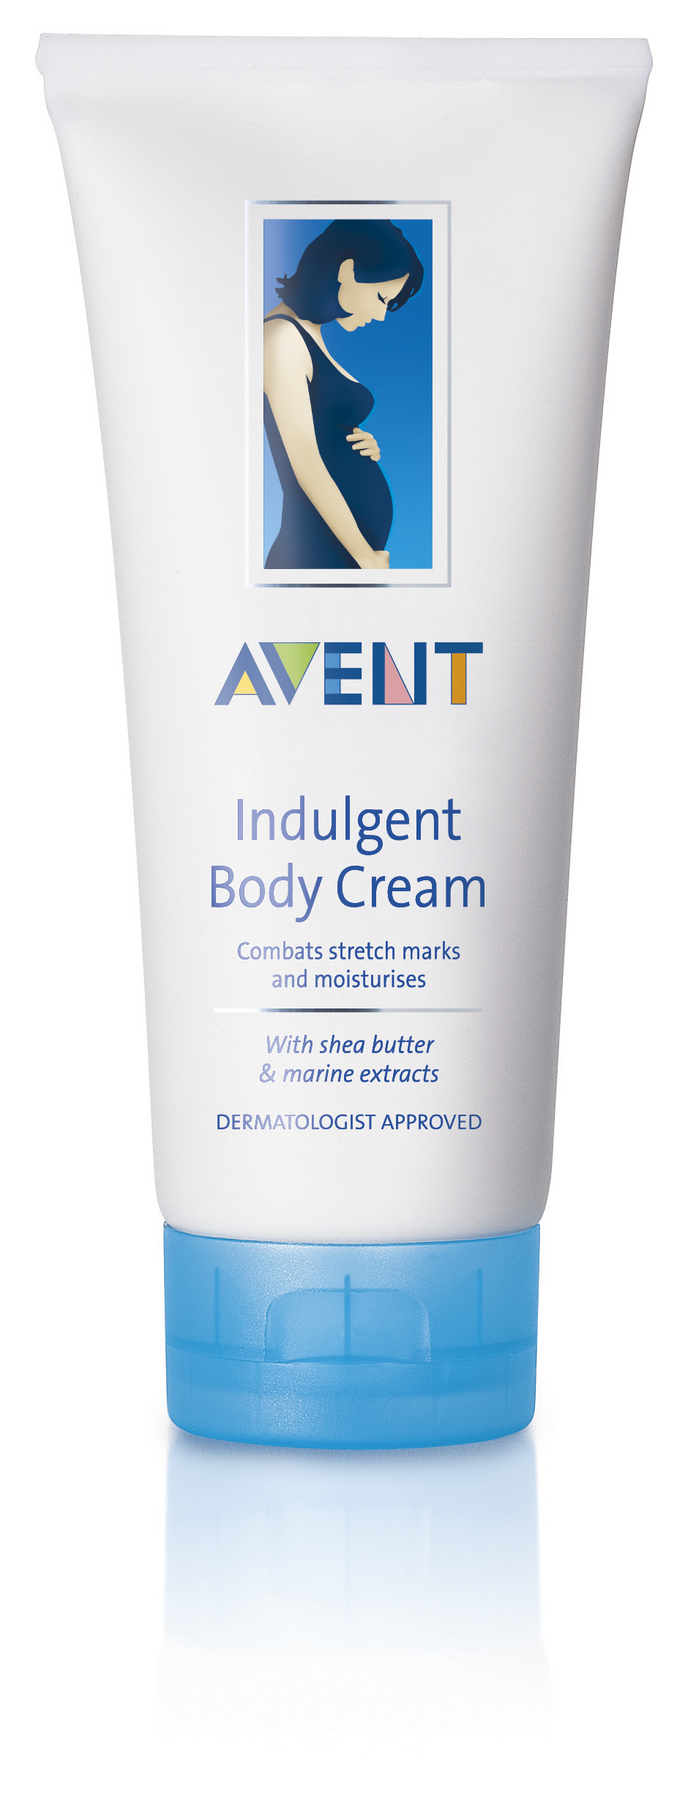 AVENT
Indulgent
Body Cream
Combats stretch marks
and moisturises
With shea butter
& marine extracts
DERMATOLOGIST APPROVED